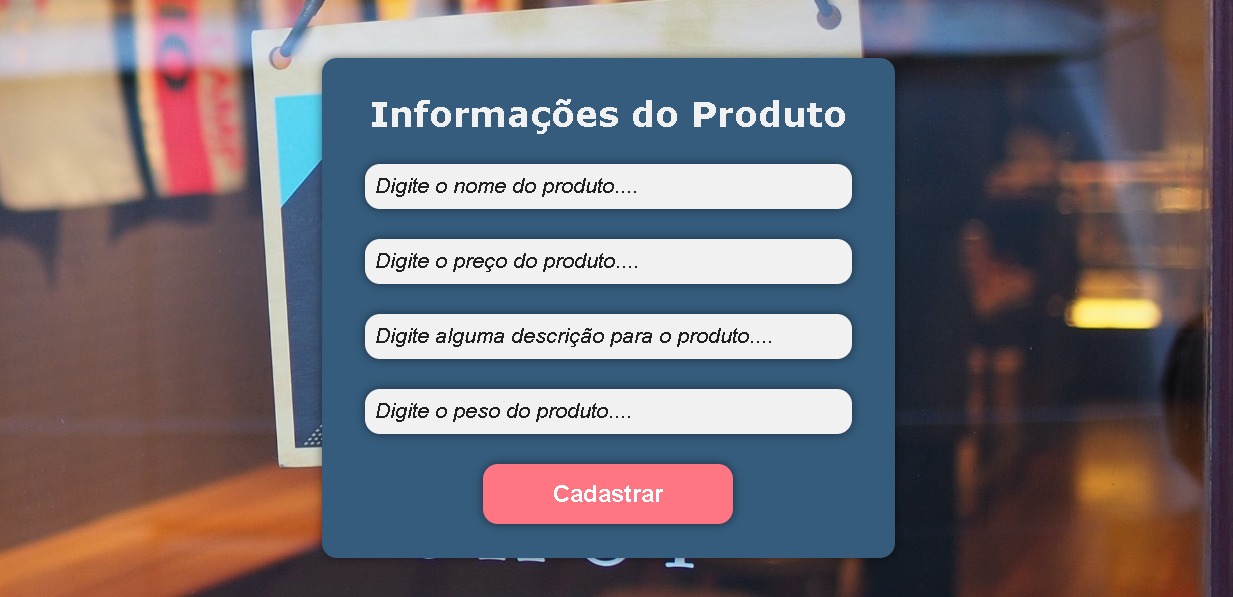 Informações do Produto
Digite o nome do produto....
Digite o preço do produto....
Digite alguma descrição para o produto....
Digite o peso do produto....
Cadastrar